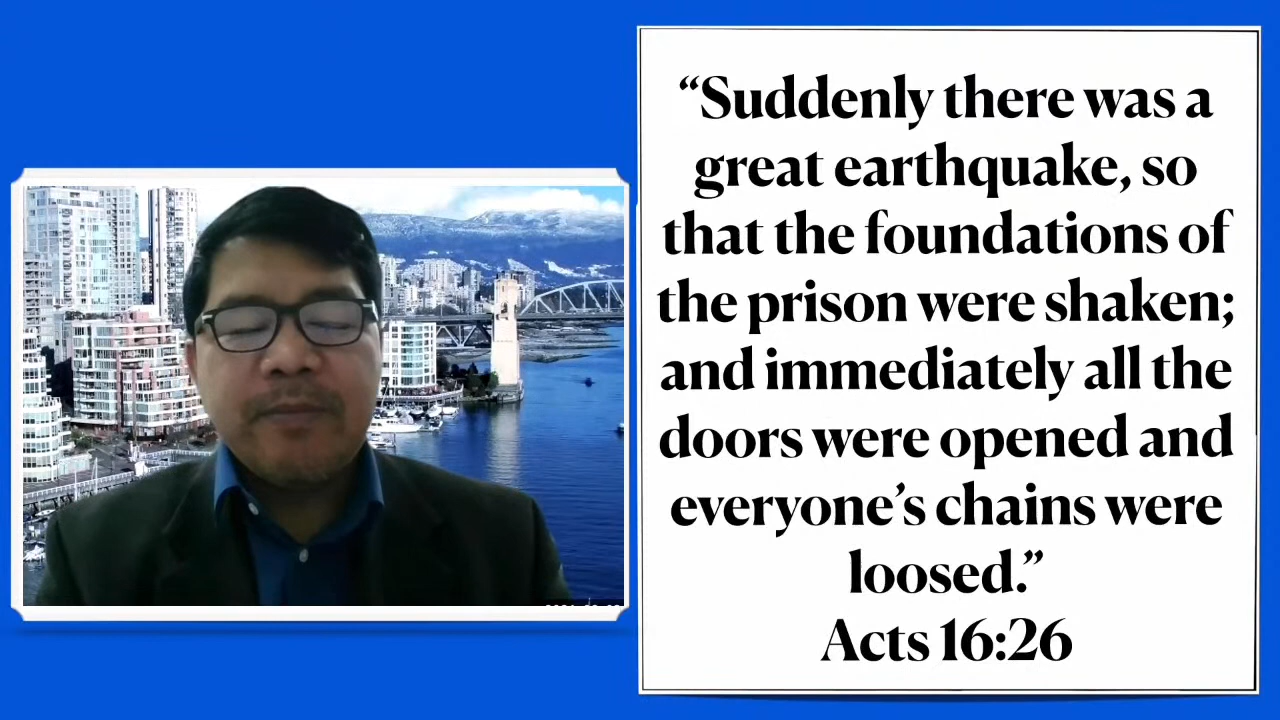 “Suddenly there was a
great earthquake, so
that the foundations of
the prison were shaken;
and immediately all the
doors were opened and
everyone’s chains were
loosed.”
Acts 16:26